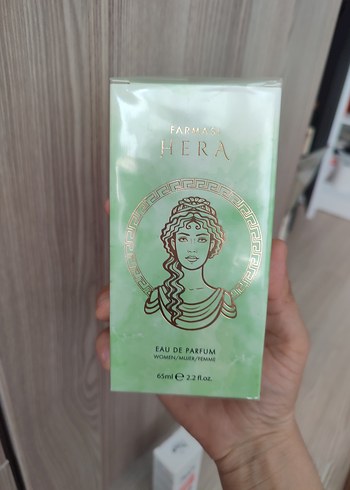 FARMASi
HERA
EAU DE PARFUM
WOMEN/MUJER/FEMME
65ml ℮ 2.2 fl.oz.